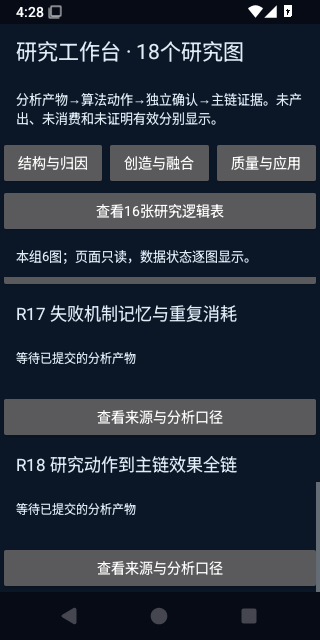 4:28
研究工作台 · 18个研究图
分析产物→算法动作→独立确认→主链证据。未产
出、未消费和未证明有效分别显示。
结构与归因
创造与融合
质量与应用
查看16张研究逻辑表
本组6图；页面只读，数据状态逐图显示。
R17 失败机制记忆与重复消耗
等待已提交的分析产物
查看来源与分析口径
R18 研究动作到主链效果全链
等待已提交的分析产物
查看来源与分析口径